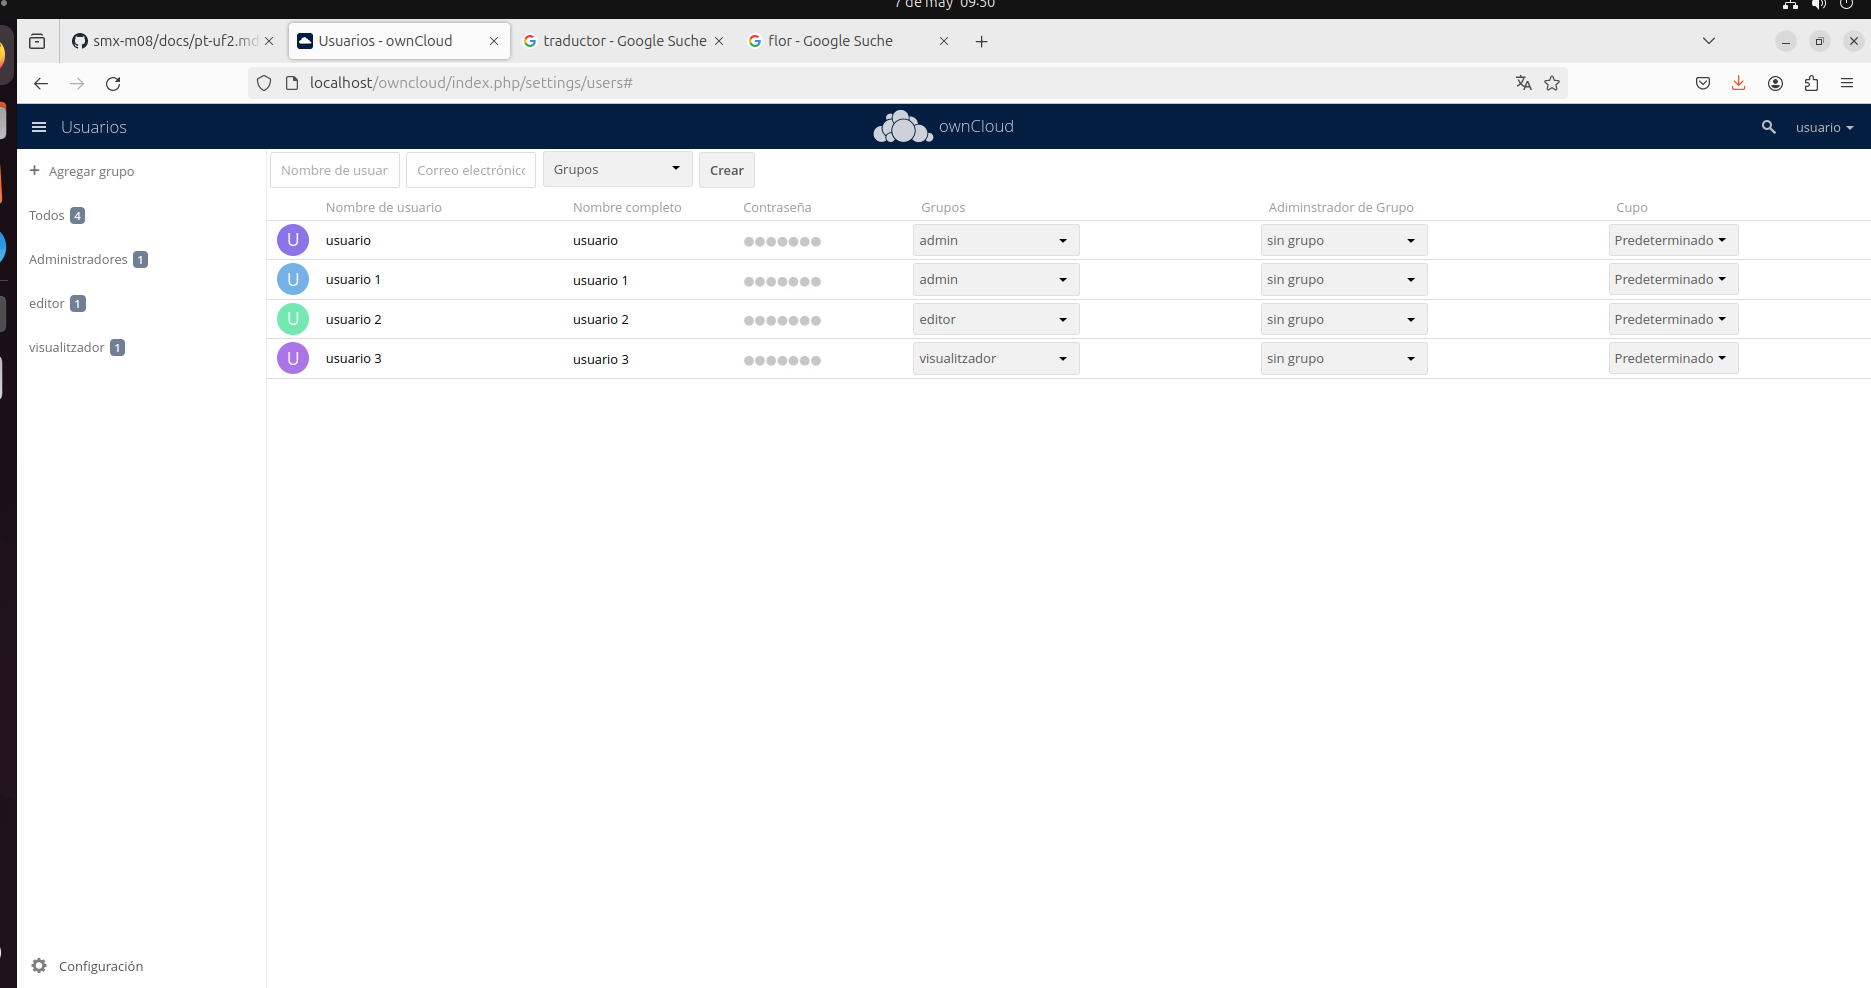 7 de may 09:30
smx-m08/docs/pt-uf2.md
Usuarios - ownCloud
traductor - Google Suche
flor - Google Suche
localhost/owncloud/index.php/settings/users#
Usuarios
ownCloud
usuario
+ Agregar grupo
Nombre de usuar
Correo electrónico
Grupos
Crear
Todos 4
Administradores 1
editor 1
visualitzador 1
Nombre de usuario Nombre completo Contraseña Grupos Adiminstrador de Grupo Cupo
U usuario usuario ●●●●●●● admin sin grupo Predeterminado
U usuario 1 usuario 1 ●●●●●●● admin sin grupo Predeterminado
U usuario 2 usuario 2 ●●●●●●● editor sin grupo Predeterminado
U usuario 3 usuario 3 ●●●●●●● visualitzador sin grupo Predeterminado
Configuración